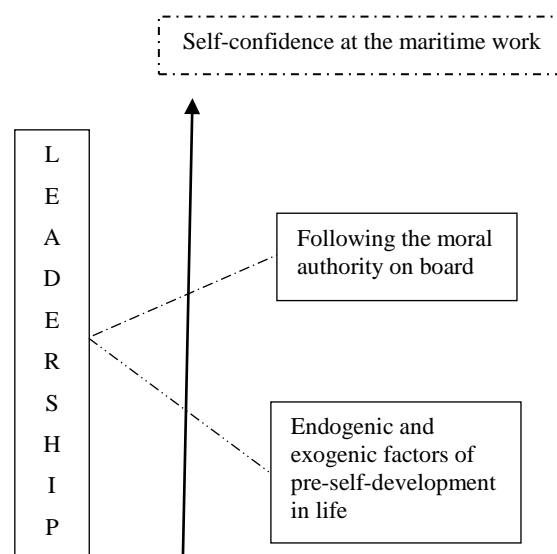 Self-confidence at the maritime work
L
E
A
D
E
R
S
H
I
P
Following the moral
authority on board
Endogenic and
exogenic factors of
pre-self-development
in life